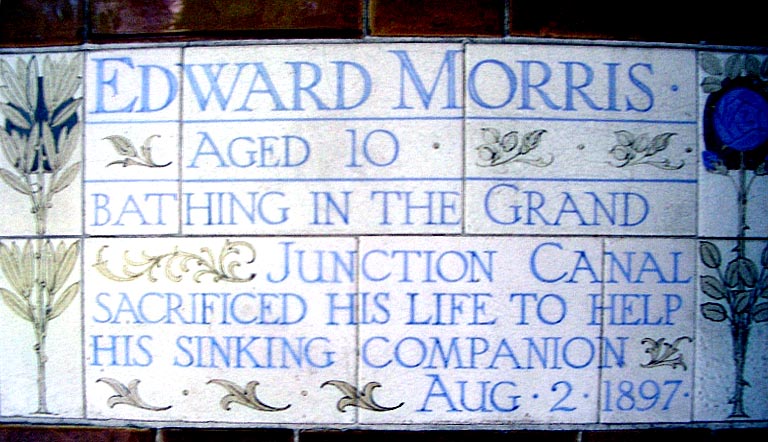 EDWARD MORRIS ·
AGED 10 ·
BATHING IN THE GRAND
JUNCTION CANAL
SACRIFICED HIS LIFE TO HELP
HIS SINKING COMPANION
AUG · 2 · 1897 ·